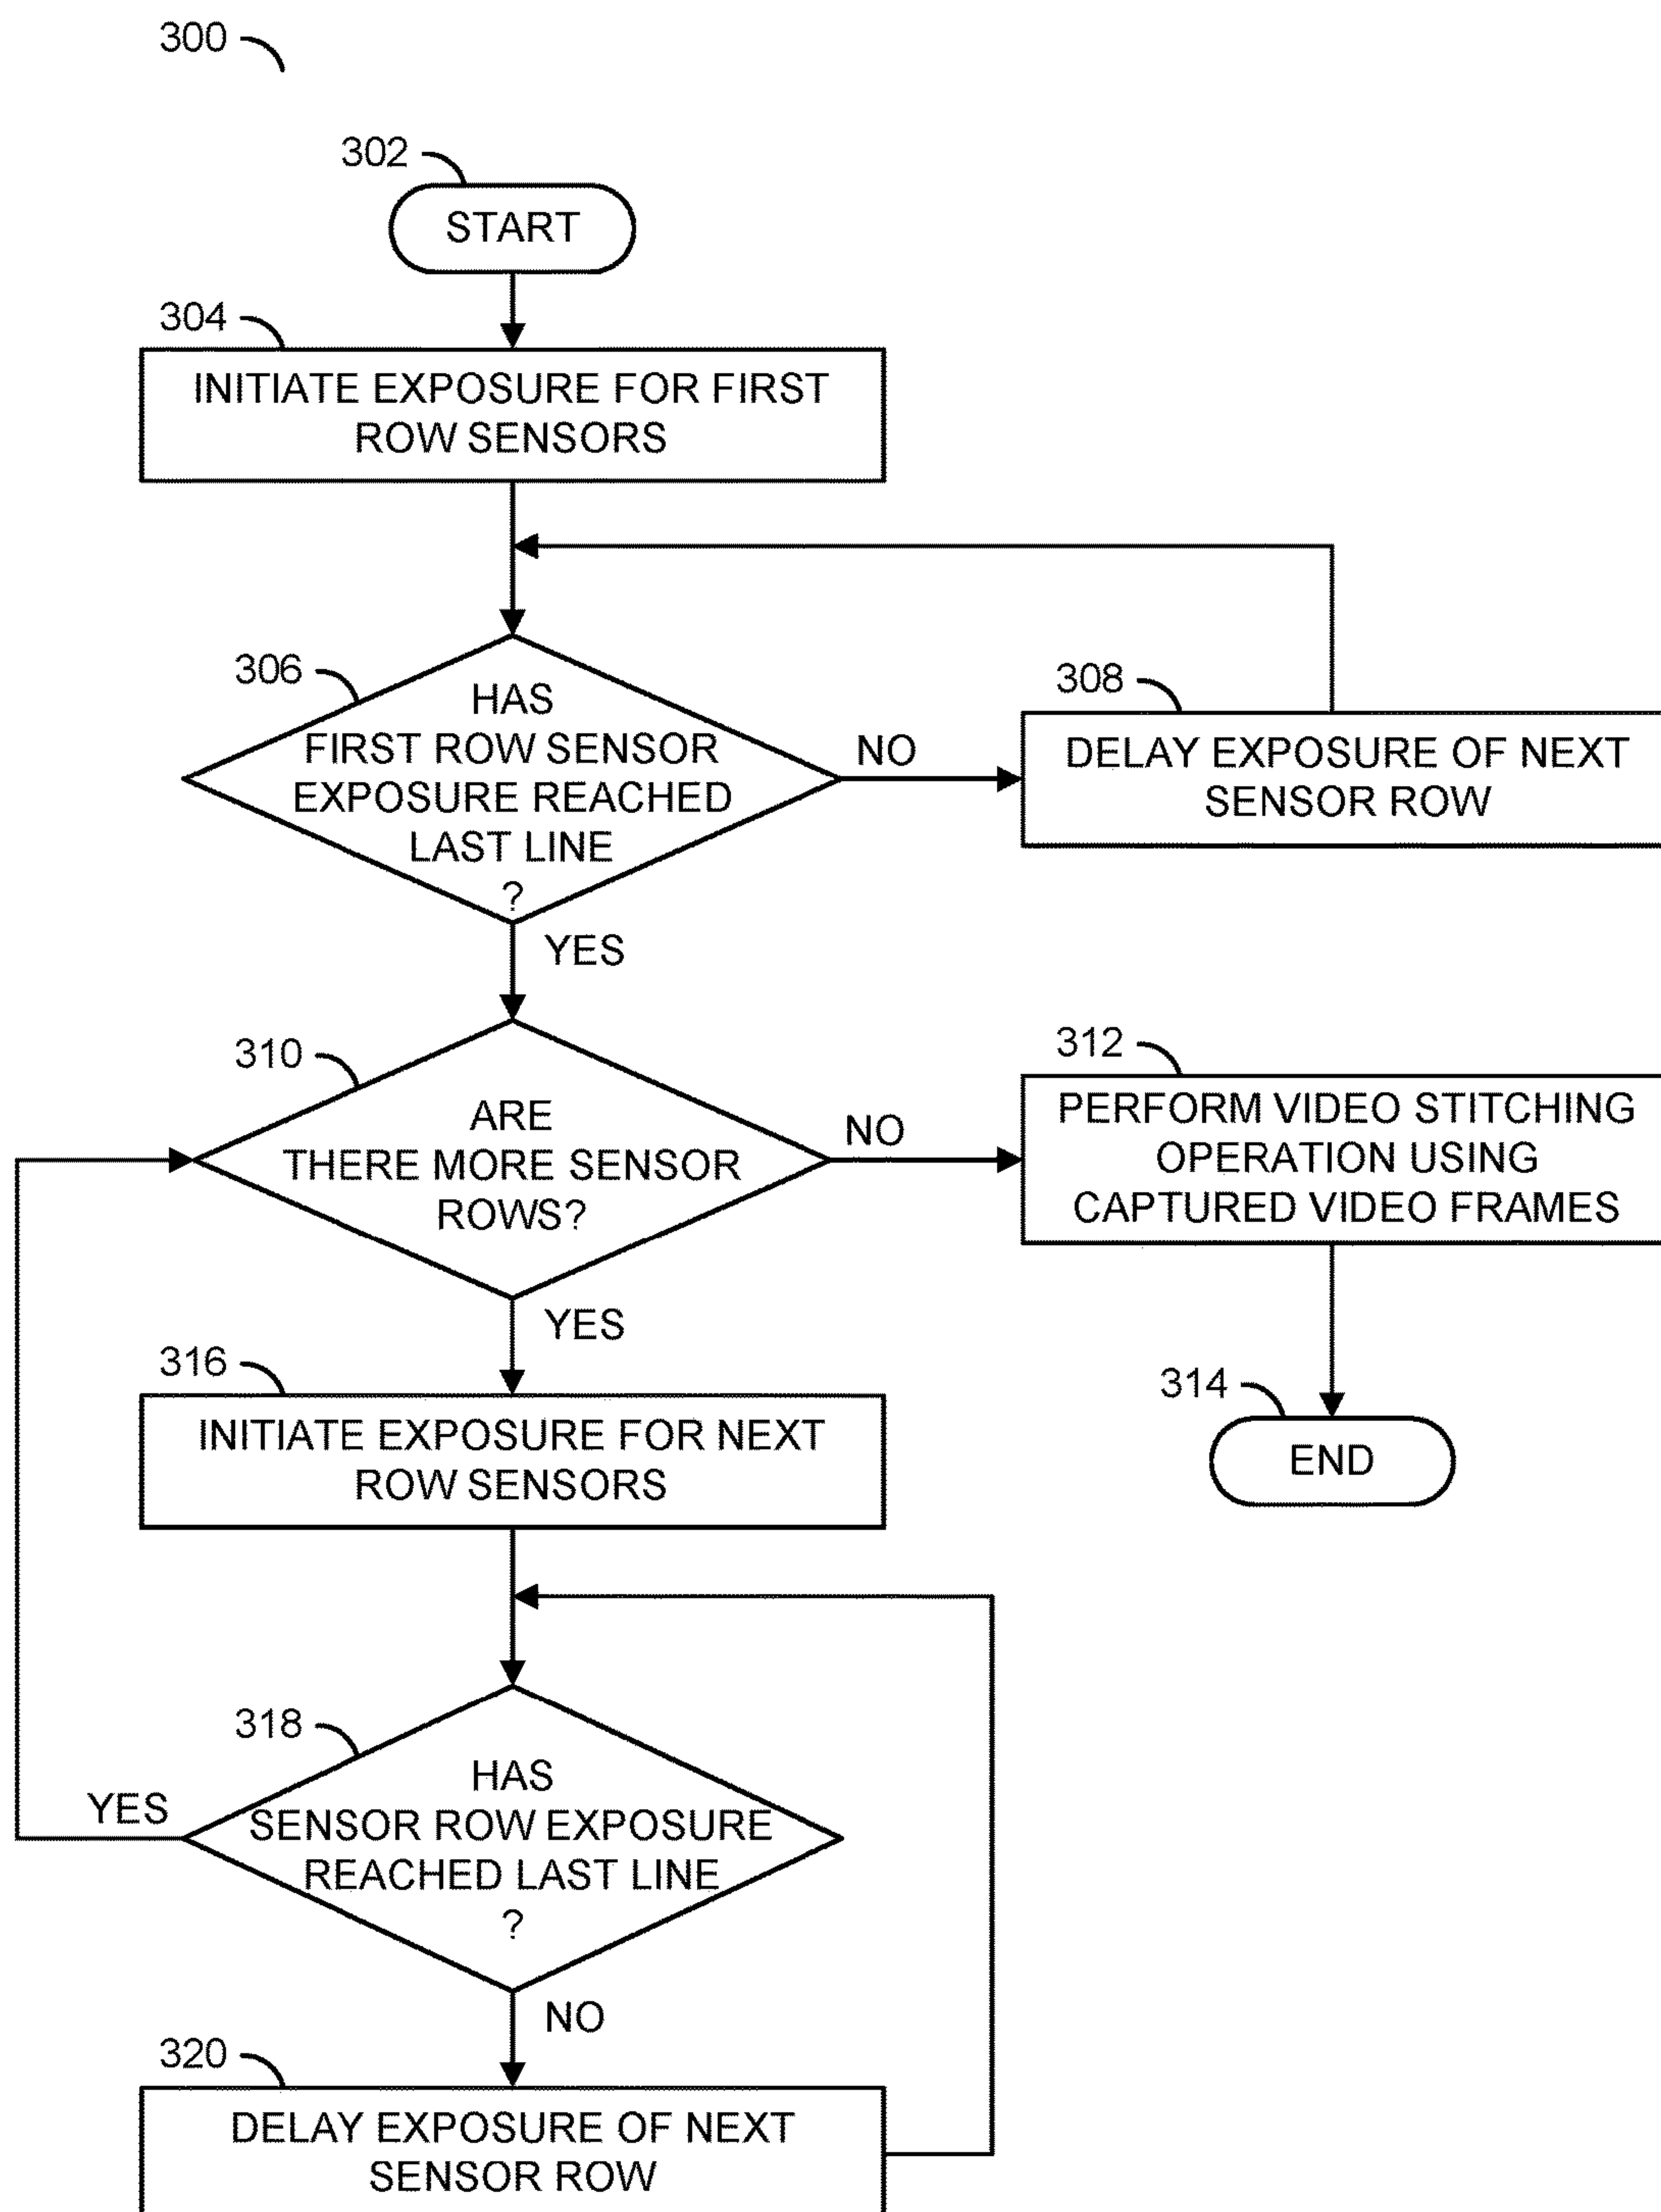 300
302
START
304
INITIATE EXPOSURE FOR FIRST
ROW SENSORS
306
HAS
FIRST ROW SENSOR
EXPOSURE REACHED
LAST LINE
?
NO
308
DELAY EXPOSURE OF NEXT
SENSOR ROW
YES
310
ARE
THERE MORE SENSOR
ROWS?
NO
312
PERFORM VIDEO STITCHING
OPERATION USING
CAPTURED VIDEO FRAMES
YES
314
END
316
INITIATE EXPOSURE FOR NEXT
ROW SENSORS
318
HAS
SENSOR ROW EXPOSURE
REACHED LAST LINE
?
YES
NO
320
DELAY EXPOSURE OF NEXT
SENSOR ROW